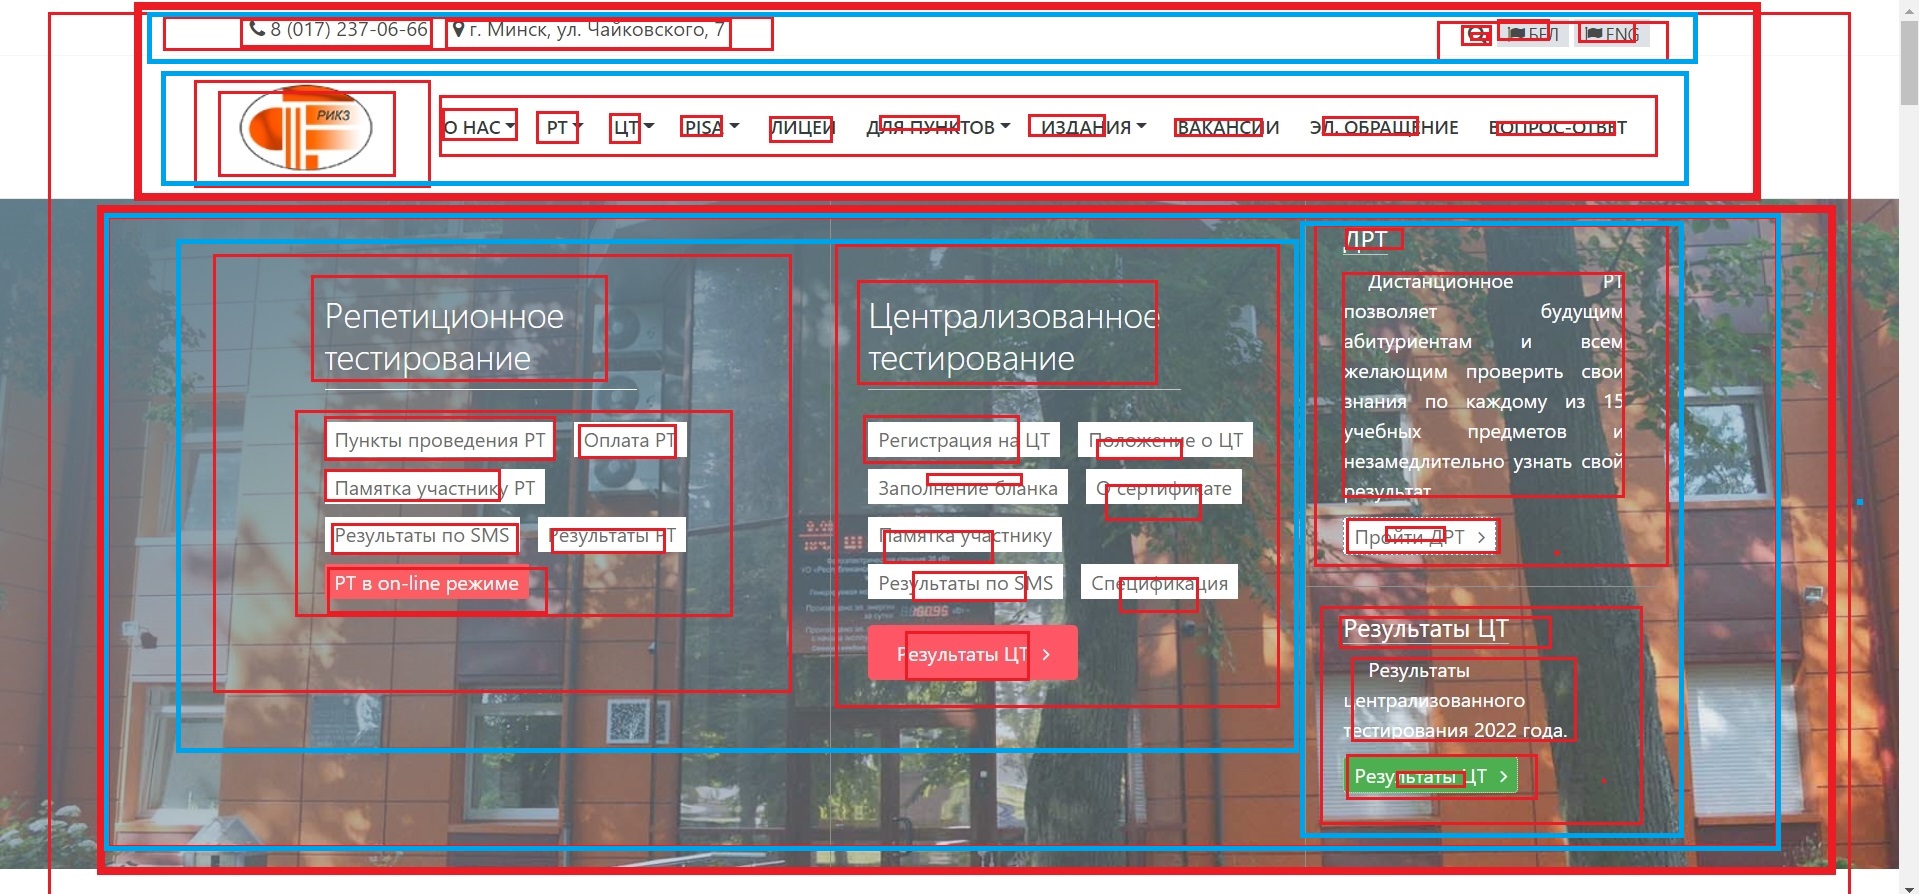 8 (017) 237-06-66 г. Минск, ул. Чайковского, 7 БЕЛ ENG
РИКЗ
О НАС РТ ЦТ PISA ЛИЦЕИ ДЛЯ ПУНКТОВ ИЗДАНИЯ ВАКАНСИИ ЭЛ. ОБРАЩЕНИЕ ВОПРОС-ОТВЕТ
Репетиционное
тестирование
Пункты проведения РТ Оплата РТ
Памятка участнику РТ
Результаты по SMS Результаты РТ
РТ в on-line режиме
Централизованное
тестирование
Регистрация на ЦТ Положение о ЦТ
Заполнение бланка О сертификате
Памятка участнику
Результаты по SMS Спецификация
Результаты ЦТ
ДРТ
Дистанционное РТ
позволяет будущим
абитуриентам и всем
желающим проверить свои
знания по каждому из 15
учебных предметов и
незамедлительно узнать свой
результат
Пройти ДРТ
Результаты ЦТ
Результаты
централизованного
тестирования 2022 года.
Результаты ЦТ